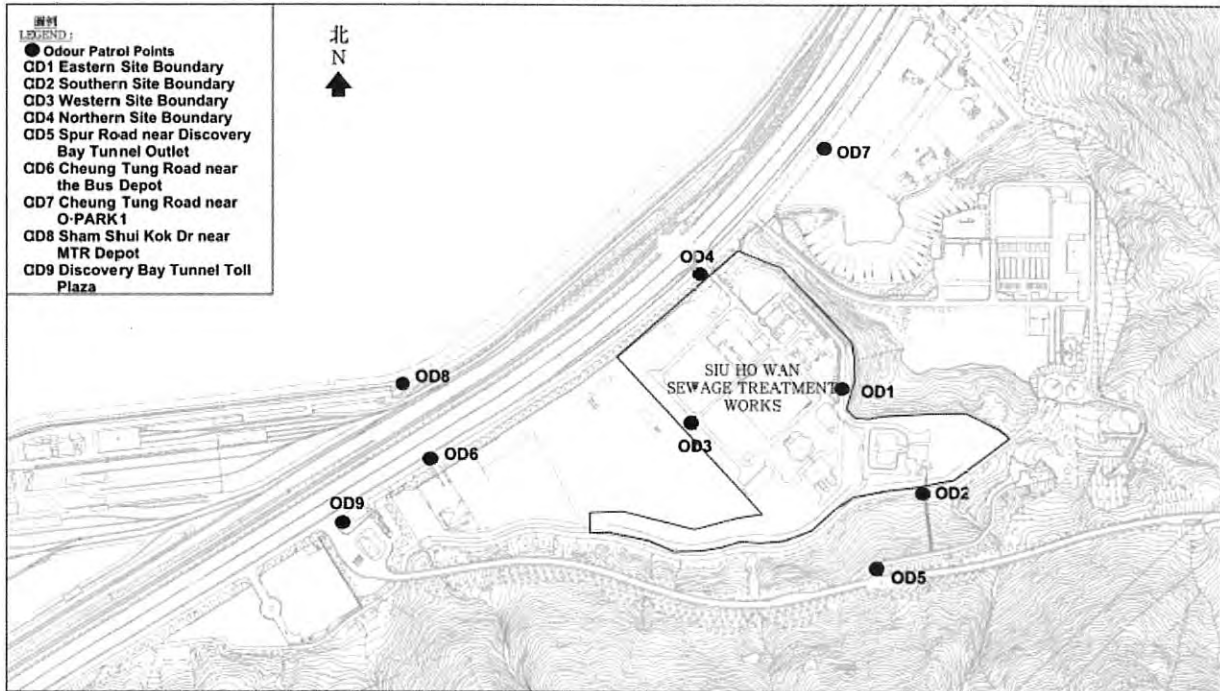 圖例
LEGEND :
Odour Patrol Points
OD1 Eastern Site Boundary
OD2 Southern Site Boundary
OD3 Western Site Boundary
OD4 Northern Site Boundary
OD5 Spur Road near Discovery
Bay Tunnel Outlet
OD6 Cheung Tung Road near
the Bus Depot
OD7 Cheung Tung Road near
O·PARK1
OD8 Sham Shui Kok Dr near
MTR Depot
OD9 Discovery Bay Tunnel Toll
Plaza
北
N
OD7
OD4
OD8
SIU HO WAN
SEWAGE TREATMENT
WORKS
OD1
OD3
OD6
OD2
OD9
OD5